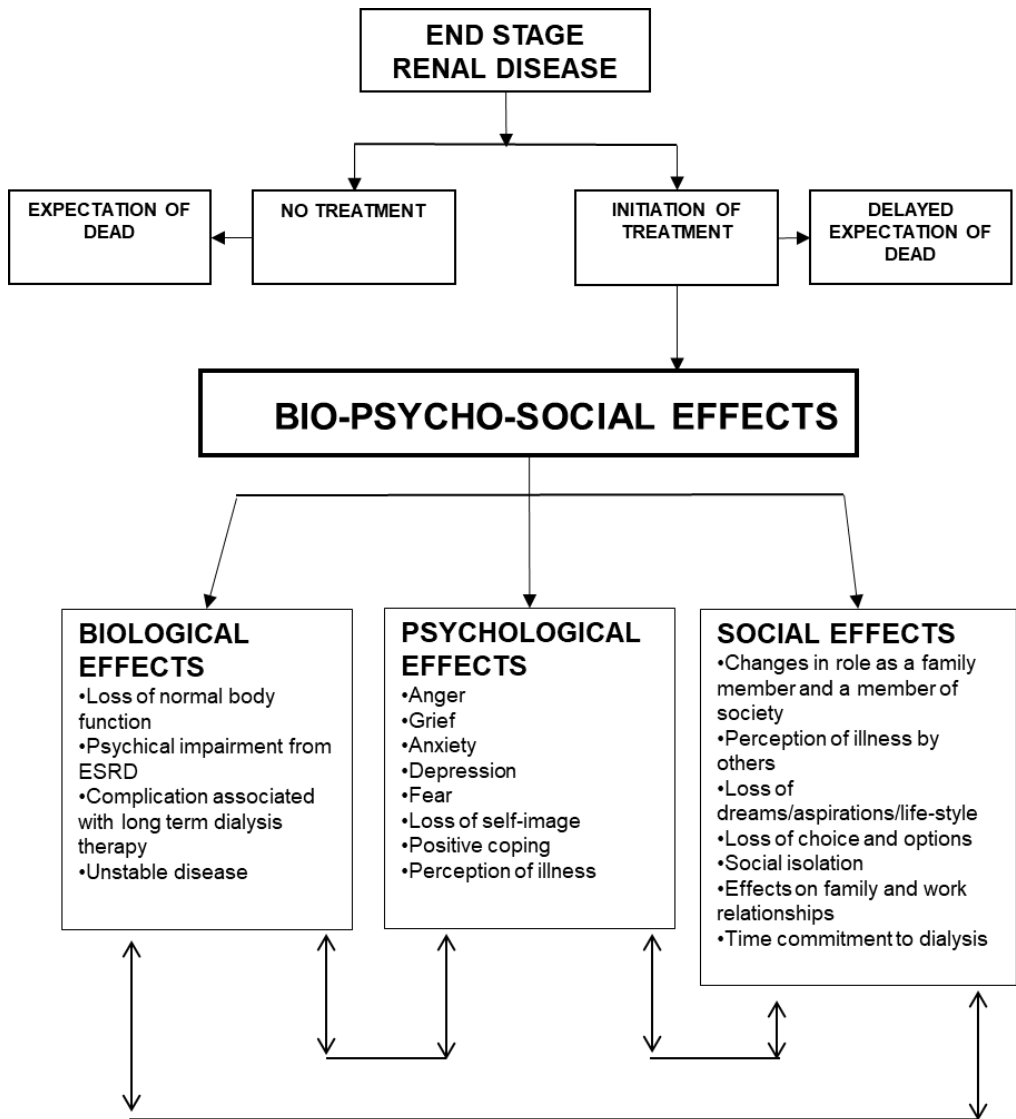 END STAGE
RENAL DISEASE
EXPECTATION OF
DEAD
NO TREATMENT
INITIATION OF
TREATMENT
DELAYED
EXPECTATION OF
DEAD
BIO-PSYCHO-SOCIAL EFFECTS
BIOLOGICAL
EFFECTS
•Loss of normal body
function
•Psychical impairment from
ESRD
•Complication associated
with long term dialysis
therapy
•Unstable disease
PSYCHOLOGICAL
EFFECTS
•Anger
•Grief
•Anxiety
•Depression
•Fear
•Loss of self-image
•Positive coping
•Perception of illness
SOCIAL EFFECTS
•Changes in role as a family
member and a member of
society
•Perception of illness by
others
•Loss of
dreams/aspirations/life-style
•Loss of choice and options
•Social isolation
•Effects on family and work
relationships
•Time commitment to dialysis